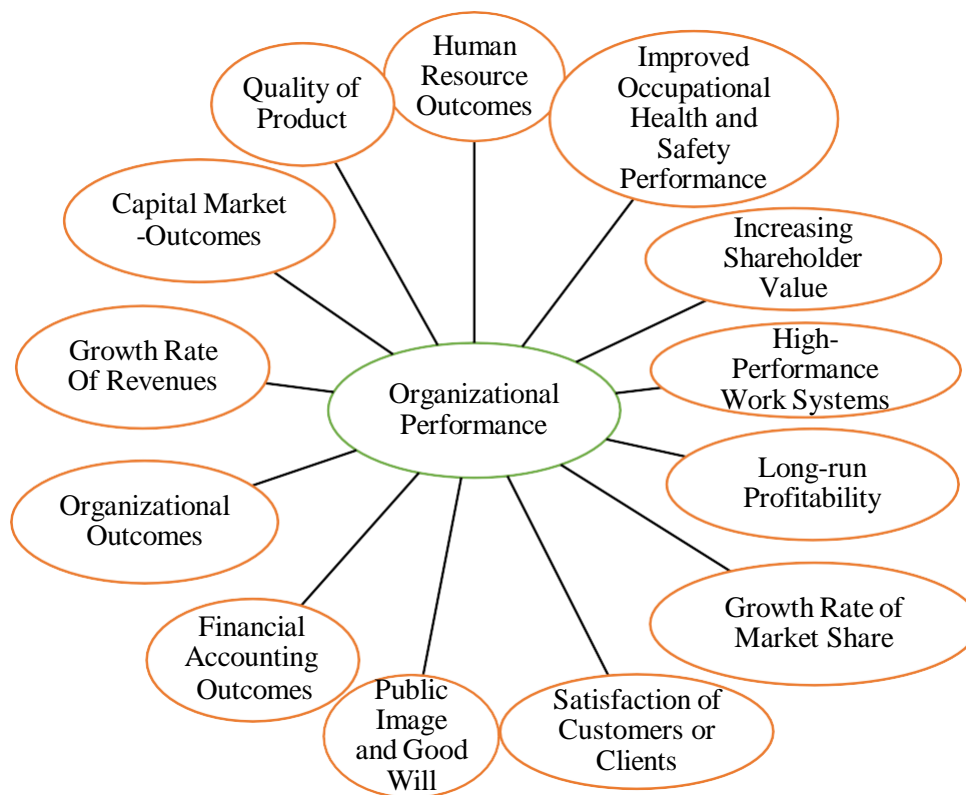 Human
Resource
Outcomes
Improved
Occupational
Health and
Safety
Performance
Quality of
Product
Capital Market
-Outcomes
Increasing
Shareholder
Value
Growth Rate
Of Revenues
High-
Performance
Work Systems
Organizational
Performance
Long-run
Profitability
Organizational
Outcomes
Growth Rate of
Market Share
Financial
Accounting
Outcomes
Public
Image
and Good
Will
Satisfaction of
Customers or
Clients